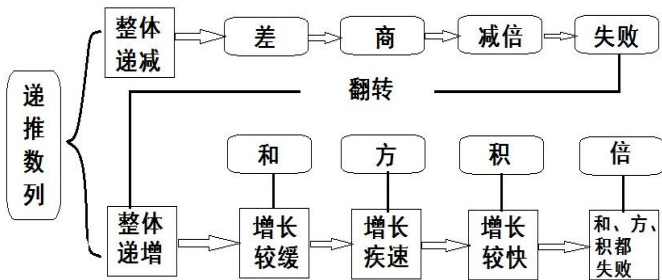 递推数列
整体
递减
差
商
减倍
失败
翻转
和
方
积
倍
整体
递增
增长
较缓
增长
疾速
增长
较快
和、方、
积都
失败